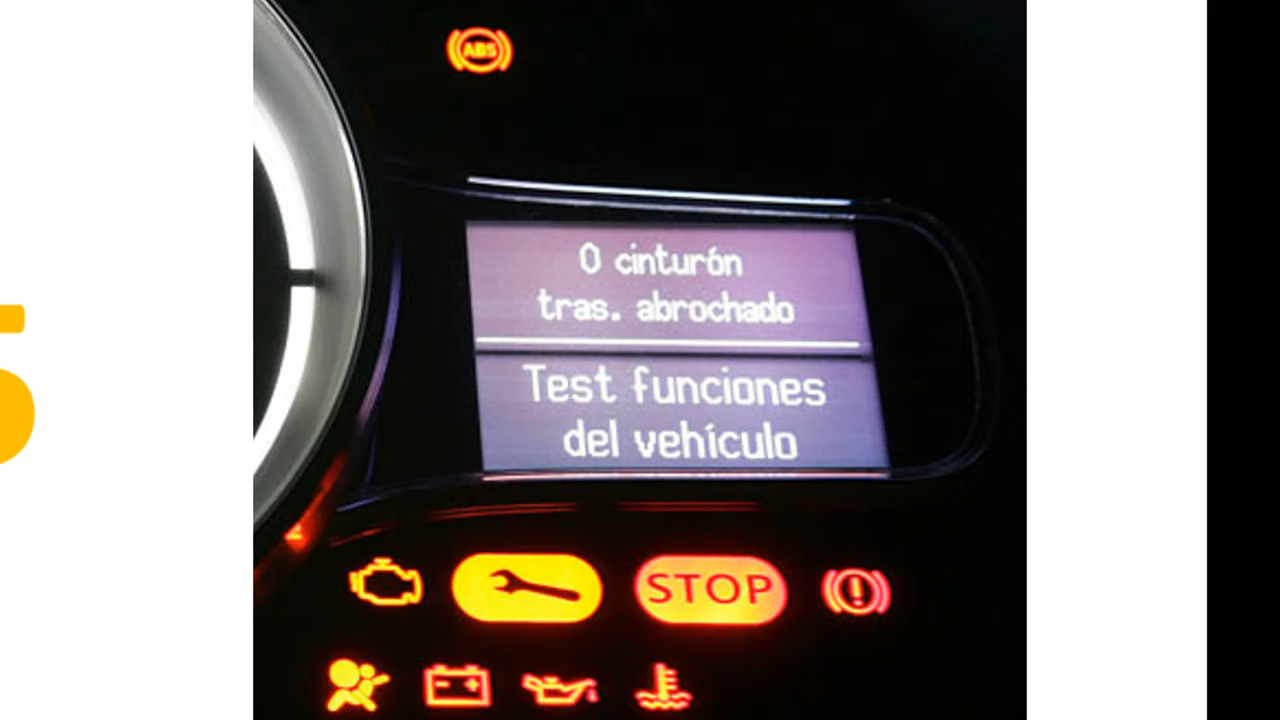 ABS
0 cinturón
tras. abrochado
Test funciones
del vehículo
STOP